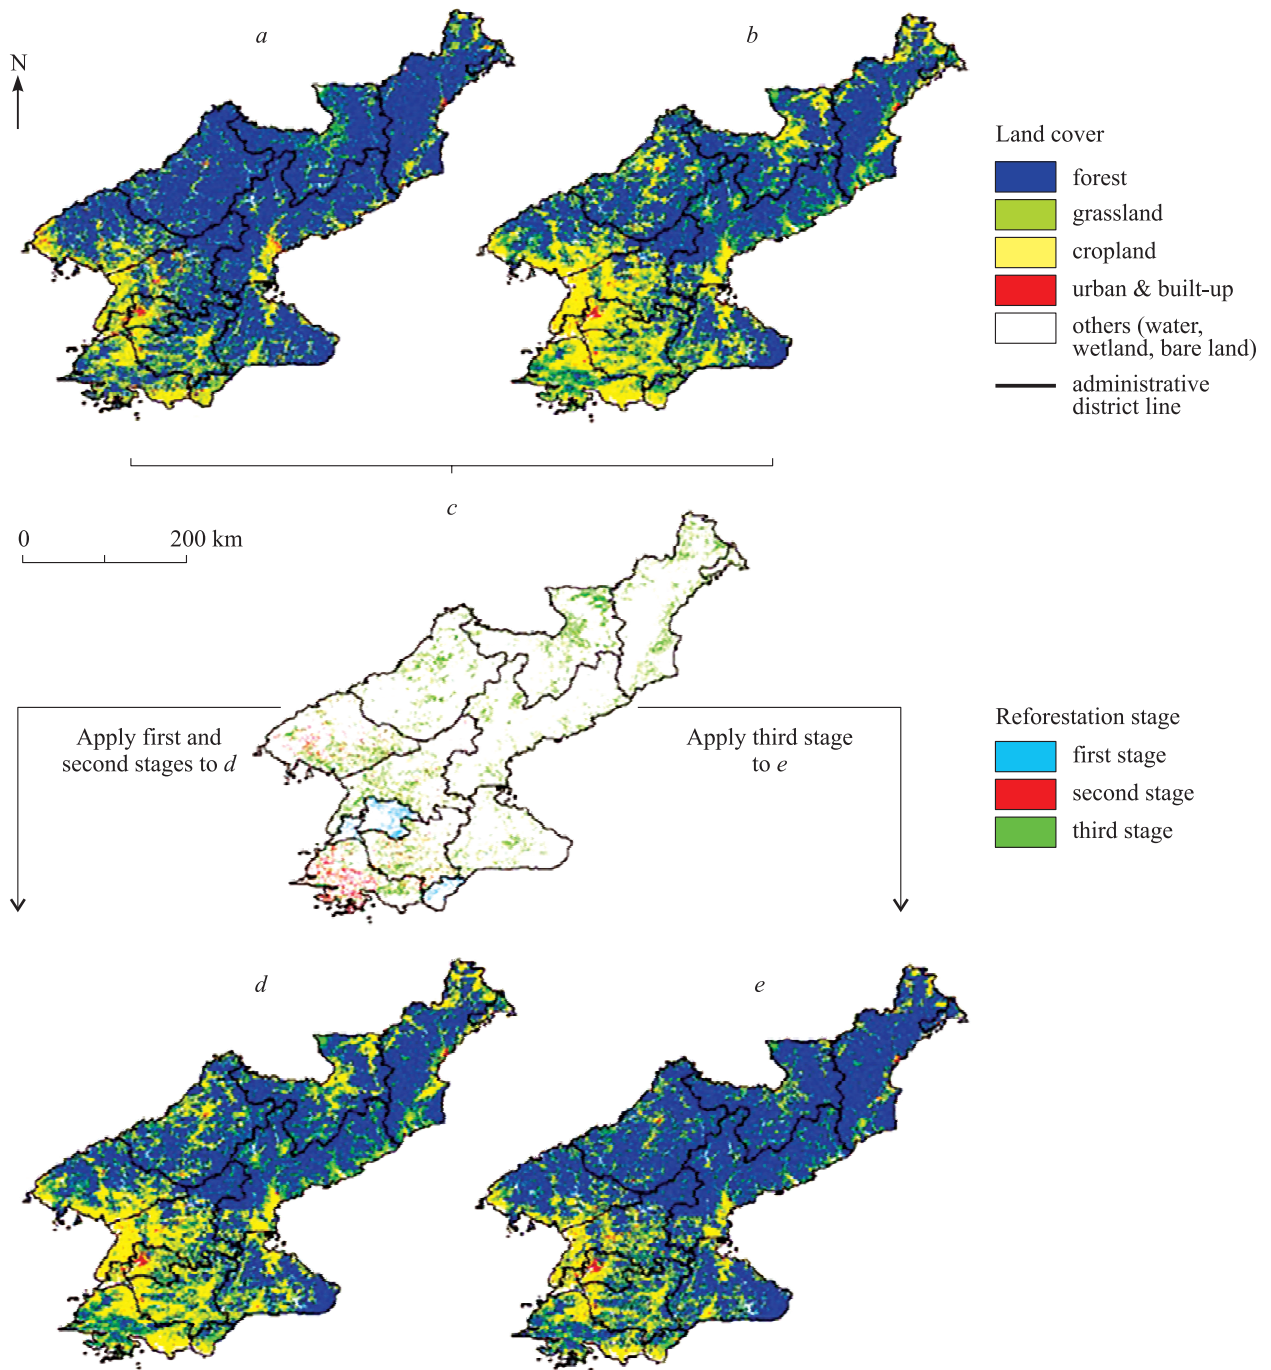 a
b
N
Land cover
forest
grassland
cropland
urban & built-up
others (water,
wetland, bare land)
administrative
district line
c
0 200 km
Apply first and
second stages to d
Apply third stage
to e
Reforestation stage
first stage
second stage
third stage
d
e